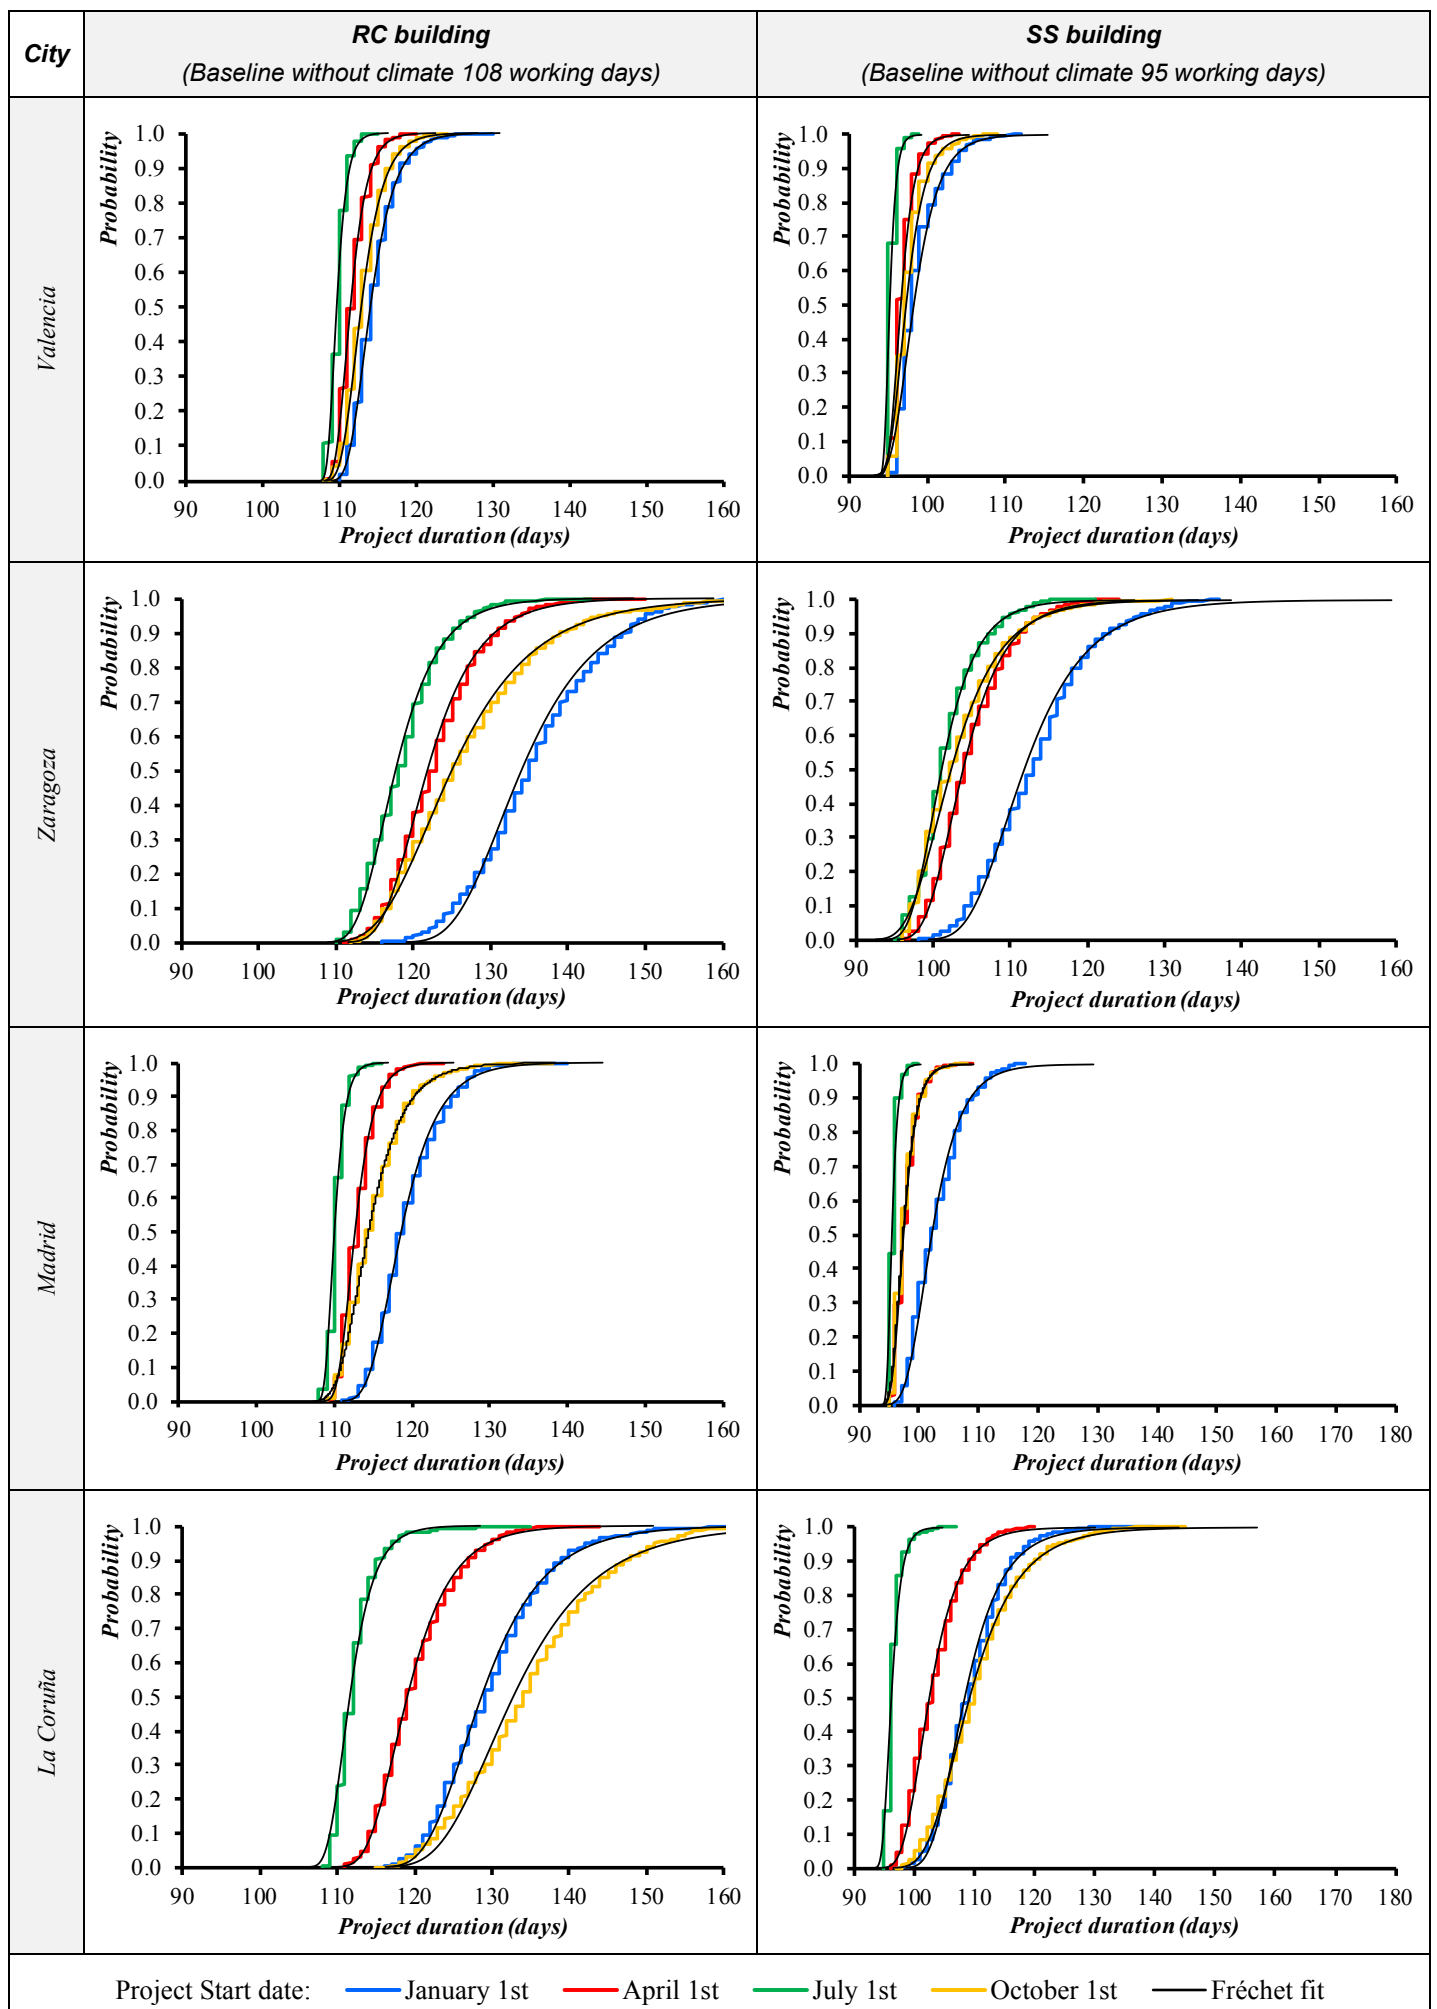 City
RC building
(Baseline without climate 108 working days)
SS building
(Baseline without climate 95 working days)
Valencia
Probability
1.0
0.9
0.8
0.7
0.6
0.5
0.4
0.3
0.2
0.1
0.0
90 100 110 120 130 140 150 160
Project duration (days)
Probability
1.0
0.9
0.8
0.7
0.6
0.5
0.4
0.3
0.2
0.1
0.0
90 100 110 120 130 140 150 160
Project duration (days)
Zaragoza
Probability
1.0
0.9
0.8
0.7
0.6
0.5
0.4
0.3
0.2
0.1
0.0
90 100 110 120 130 140 150 160
Project duration (days)
Probability
1.0
0.9
0.8
0.7
0.6
0.5
0.4
0.3
0.2
0.1
0.0
90 100 110 120 130 140 150 160
Project duration (days)
Madrid
Probability
1.0
0.9
0.8
0.7
0.6
0.5
0.4
0.3
0.2
0.1
0.0
90 100 110 120 130 140 150 160
Project duration (days)
Probability
1.0
0.9
0.8
0.7
0.6
0.5
0.4
0.3
0.2
0.1
0.0
90 100 110 120 130 140 150 160 170 180
Project duration (days)
La Coruña
Probability
1.0
0.9
0.8
0.7
0.6
0.5
0.4
0.3
0.2
0.1
0.0
90 100 110 120 130 140 150 160
Project duration (days)
Probability
1.0
0.9
0.8
0.7
0.6
0.5
0.4
0.3
0.2
0.1
0.0
90 100 110 120 130 140 150 160 170 180
Project duration (days)
Project Start date: January 1st April 1st July 1st October 1st Fréchet fit